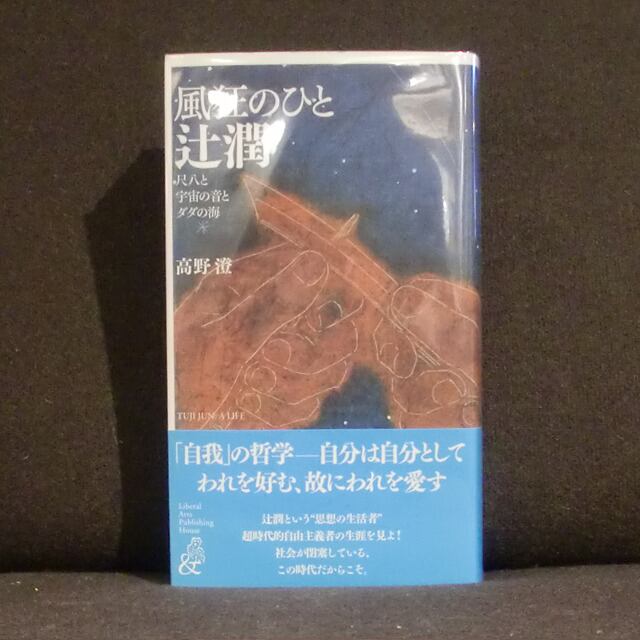 風狂のひと
辻潤
尺八と
宇宙の音と
ダダの海
高野 澄
TUJI JUN: A LIFE
「自我」の哲学―自分は自分として
われを好む、故にわれを愛す
Liberal
Arts
Publishing
House
&
辻潤という“思想の生活者”
超時代的自由主義者の生涯を見よ!
社会が閉塞している、
この時代だからこそ。